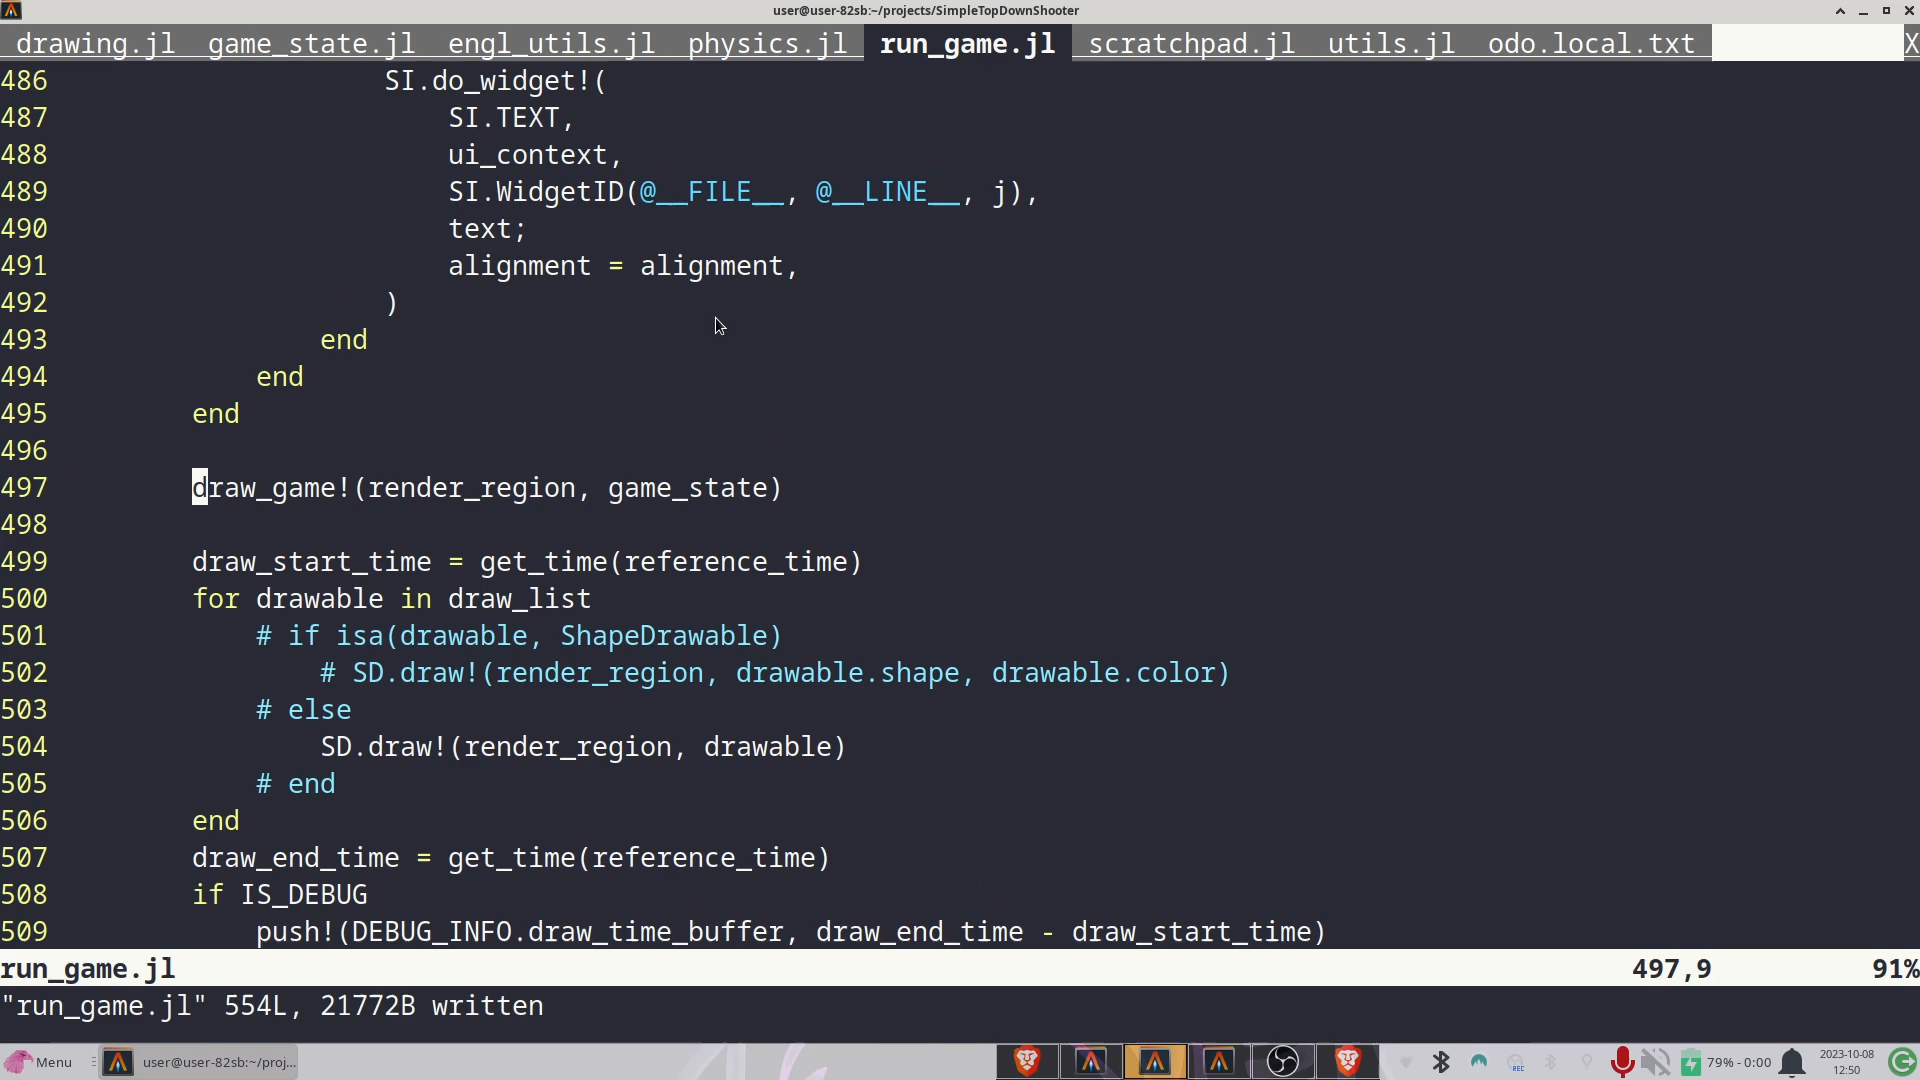 user@user-82sb:~/projects/SimpleTopDownShooter
drawing.jl game_state.jl engl_utils.jl physics.jl run_game.jl scratchpad.jl utils.jl odo.local.txt X
486                     SI.do_widget!(
487                         SI.TEXT,
488                         ui_context,
489                         SI.WidgetID(@__FILE__, @__LINE__, j),
490                         text;
491                         alignment = alignment,
492                     )
493                 end
494             end
495         end
496
497         draw_game!(render_region, game_state)
498
499         draw_start_time = get_time(reference_time)
500         for drawable in draw_list
501             # if isa(drawable, ShapeDrawable)
502                 # SD.draw!(render_region, drawable.shape, drawable.color)
503             # else
504                 SD.draw!(render_region, drawable)
505             # end
506         end
507         draw_end_time = get_time(reference_time)
508         if IS_DEBUG
509             push!(DEBUG_INFO.draw_time_buffer, draw_end_time - draw_start_time)
run_game.jl 497,9 91%
"run_game.jl" 554L, 21772B written
Menu user@user-82sb:~/proj... REC 79% - 0:00 2023-10-08
12:50